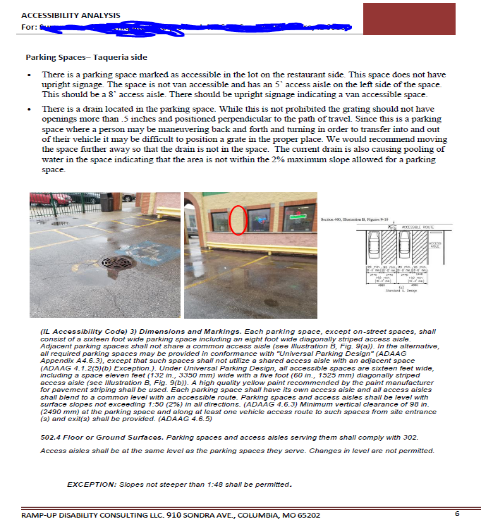 ACCESSIBILITY ANALYSIS
For:
Parking Spaces– Taqueria side
• There is a parking space marked as accessible in the lot on the restaurant side. This space does not have
upright signage. The space is not van accessible and has an 5' access aisle on the left side of the space.
This should be a 8' access aisle. There should be upright signage indicating a van accessible space.
• There is a drain located in the parking space. While this is not prohibited the grating should not have
openings more than .5 inches and positioned perpendicular to the path of travel. Since this is a parking
space where a person may be maneuvering back and forth and turning in order to transfer into and out
of their vehicle it may be difficult to position a grate in the proper place. We would recommend moving
the space further away so that the drain is not in the space. The current drain is also causing pooling of
water in the space indicating that the area is not within the 2% maximum slope allowed for a parking
space.
(IL Accessibility Code) 3) Dimensions and Markings. Each parking space, except on-street spaces, shall
consist of a sixteen foot wide parking space including an eight foot wide diagonally striped access aisle
Adjacent parking spaces shall not share a common access aisle (see Illustration B, Fig. 9(a)). In the alternative,
all required parking spaces may be provided in conformance with "Universal Parking Design" (ADAAG
Appendix A4.6.3), except that such spaces shall not utilize a shared access aisle with an adjacent space
(ADAAG 4.1.2(5)(b) Exception.). Under Universal Parking Design, all accessible spaces are sixteen feet wide,
including a space eleven feet (132 in., 3350 mm) wide with a five foot (60 in., 1525 mm) diagonally striped
access aisle (see illustration B, Fig. 9(b)). A high quality yellow paint recommended by the paint manufacturer
for pavement striping shall be used. Each parking space shall have its own access aisle and all access aisles
shall blend to a common level with an accessible route. Parking spaces and access aisles shall be level with
surface slopes not exceeding 1:50 (2%) in all directions. (ADAAG 4.6.3) Minimum vertical clearance of 98 in.
(2490 mm) at the parking space and along at least one vehicle access route to such spaces from site entrance
(s) and exit(s) shall be provided. (ADAAG 4.6.5)
502.4 Floor or Ground Surfaces. Parking spaces and access aisles serving them shall comply with 302.
Access aisles shall be at the same level as the parking spaces they serve. Changes in level are not permitted.
EXCEPTION: Slopes not steeper than 1:48 shall be permitted.
RAMP-UP DISABILITY CONSULTING LLC. 910 SONDRA AVE., COLUMBIA, MO 65202
6